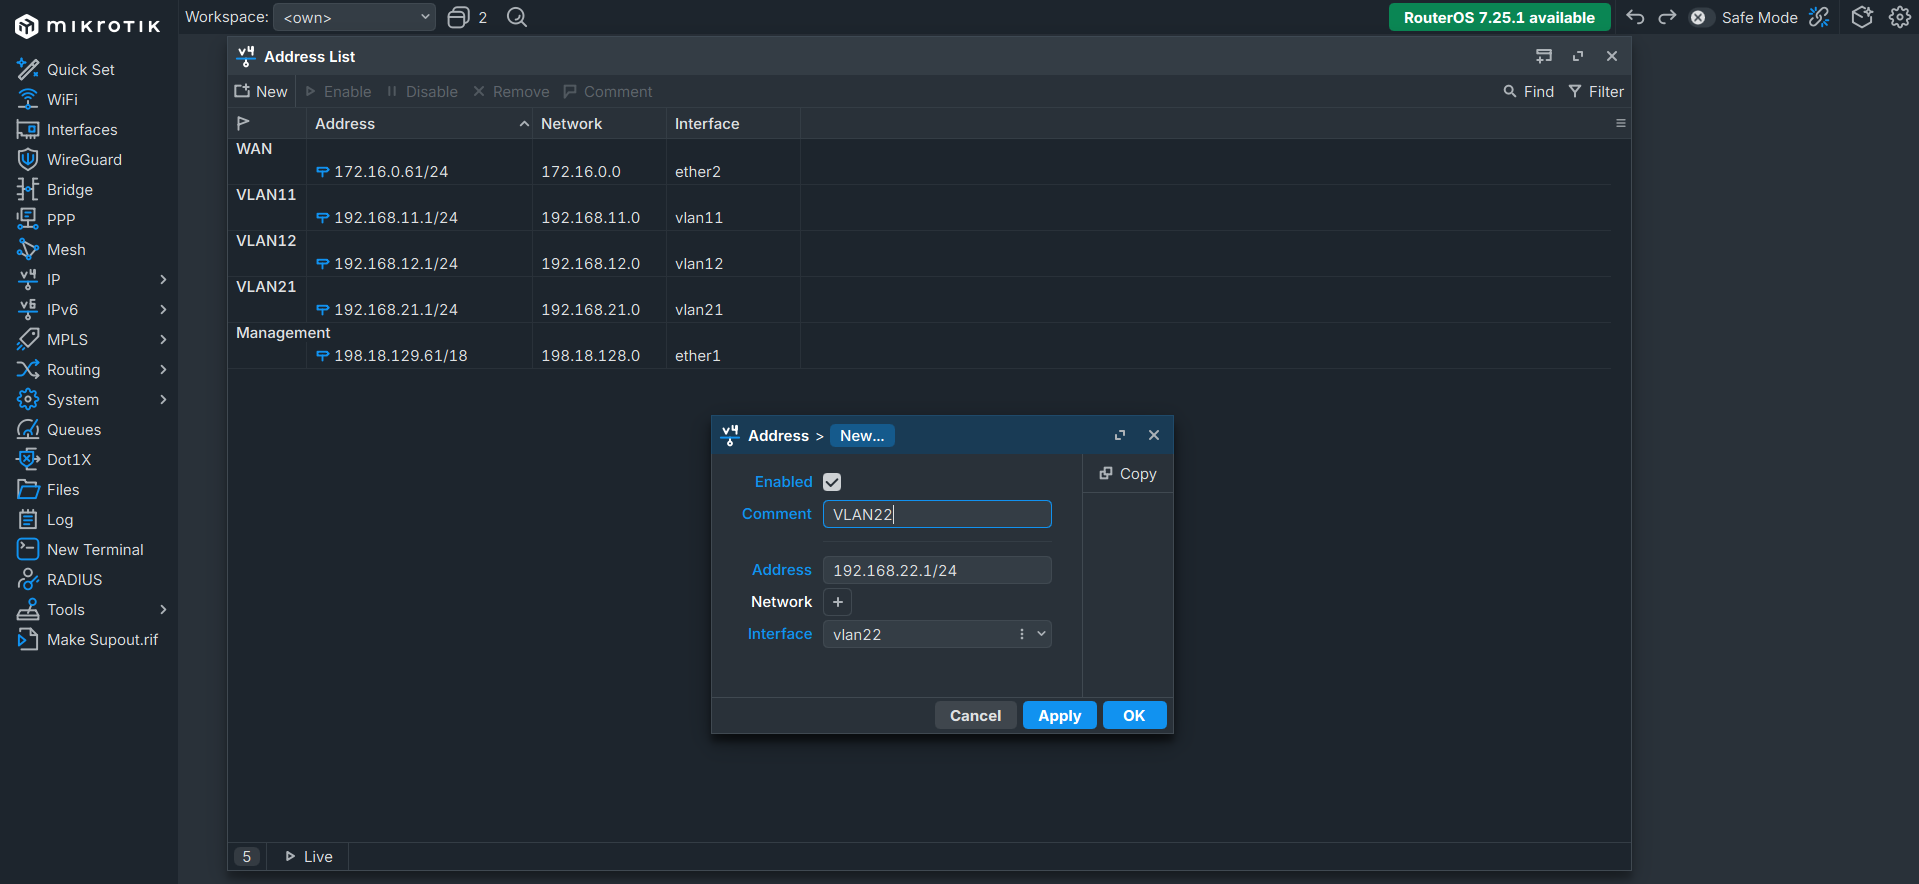 Workspace: <own> 2 RouterOS 7.25.1 available Safe Mode
mikrotik
Quick Set
WiFi
Interfaces
WireGuard
Bridge
PPP
Mesh
IP
IPv6
MPLS
Routing
System
Queues
Dot1X
Files
Log
New Terminal
RADIUS
Tools
Make Supout.rif
v4 Address List
New Enable Disable Remove Comment Find Filter
Address Network Interface
WAN
172.16.0.61/24 172.16.0.0 ether2
VLAN11
192.168.11.1/24 192.168.11.0 vlan11
VLAN12
192.168.12.1/24 192.168.12.0 vlan12
VLAN21
192.168.21.1/24 192.168.21.0 vlan21
Management
198.18.129.61/18 198.18.128.0 ether1
v4 Address > New...
Copy
Enabled
Comment VLAN22
Address 192.168.22.1/24
Network +
Interface vlan22
Cancel Apply OK
5 Live